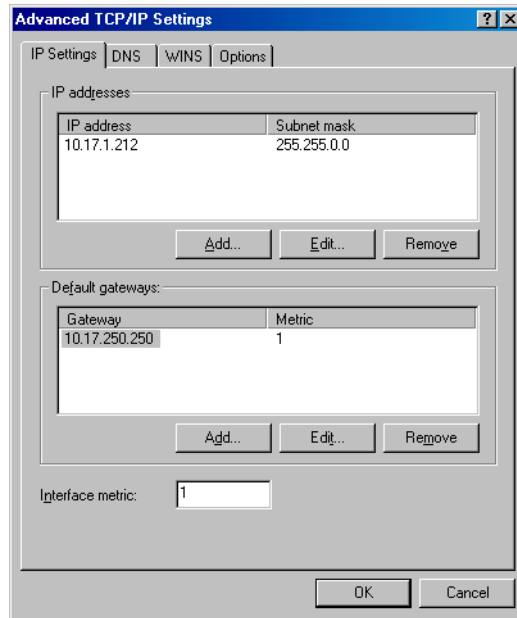 Advanced TCP/IP Settings
IP Settings DNS WINS Options
IP addresses
IP address Subnet mask
10.17.1.212 255.255.0.0
Add... Edit... Remove
Default gateways:
Gateway Metric
10.17.250.250 1
Add... Edit... Remove
Interface metric: 1
OK Cancel